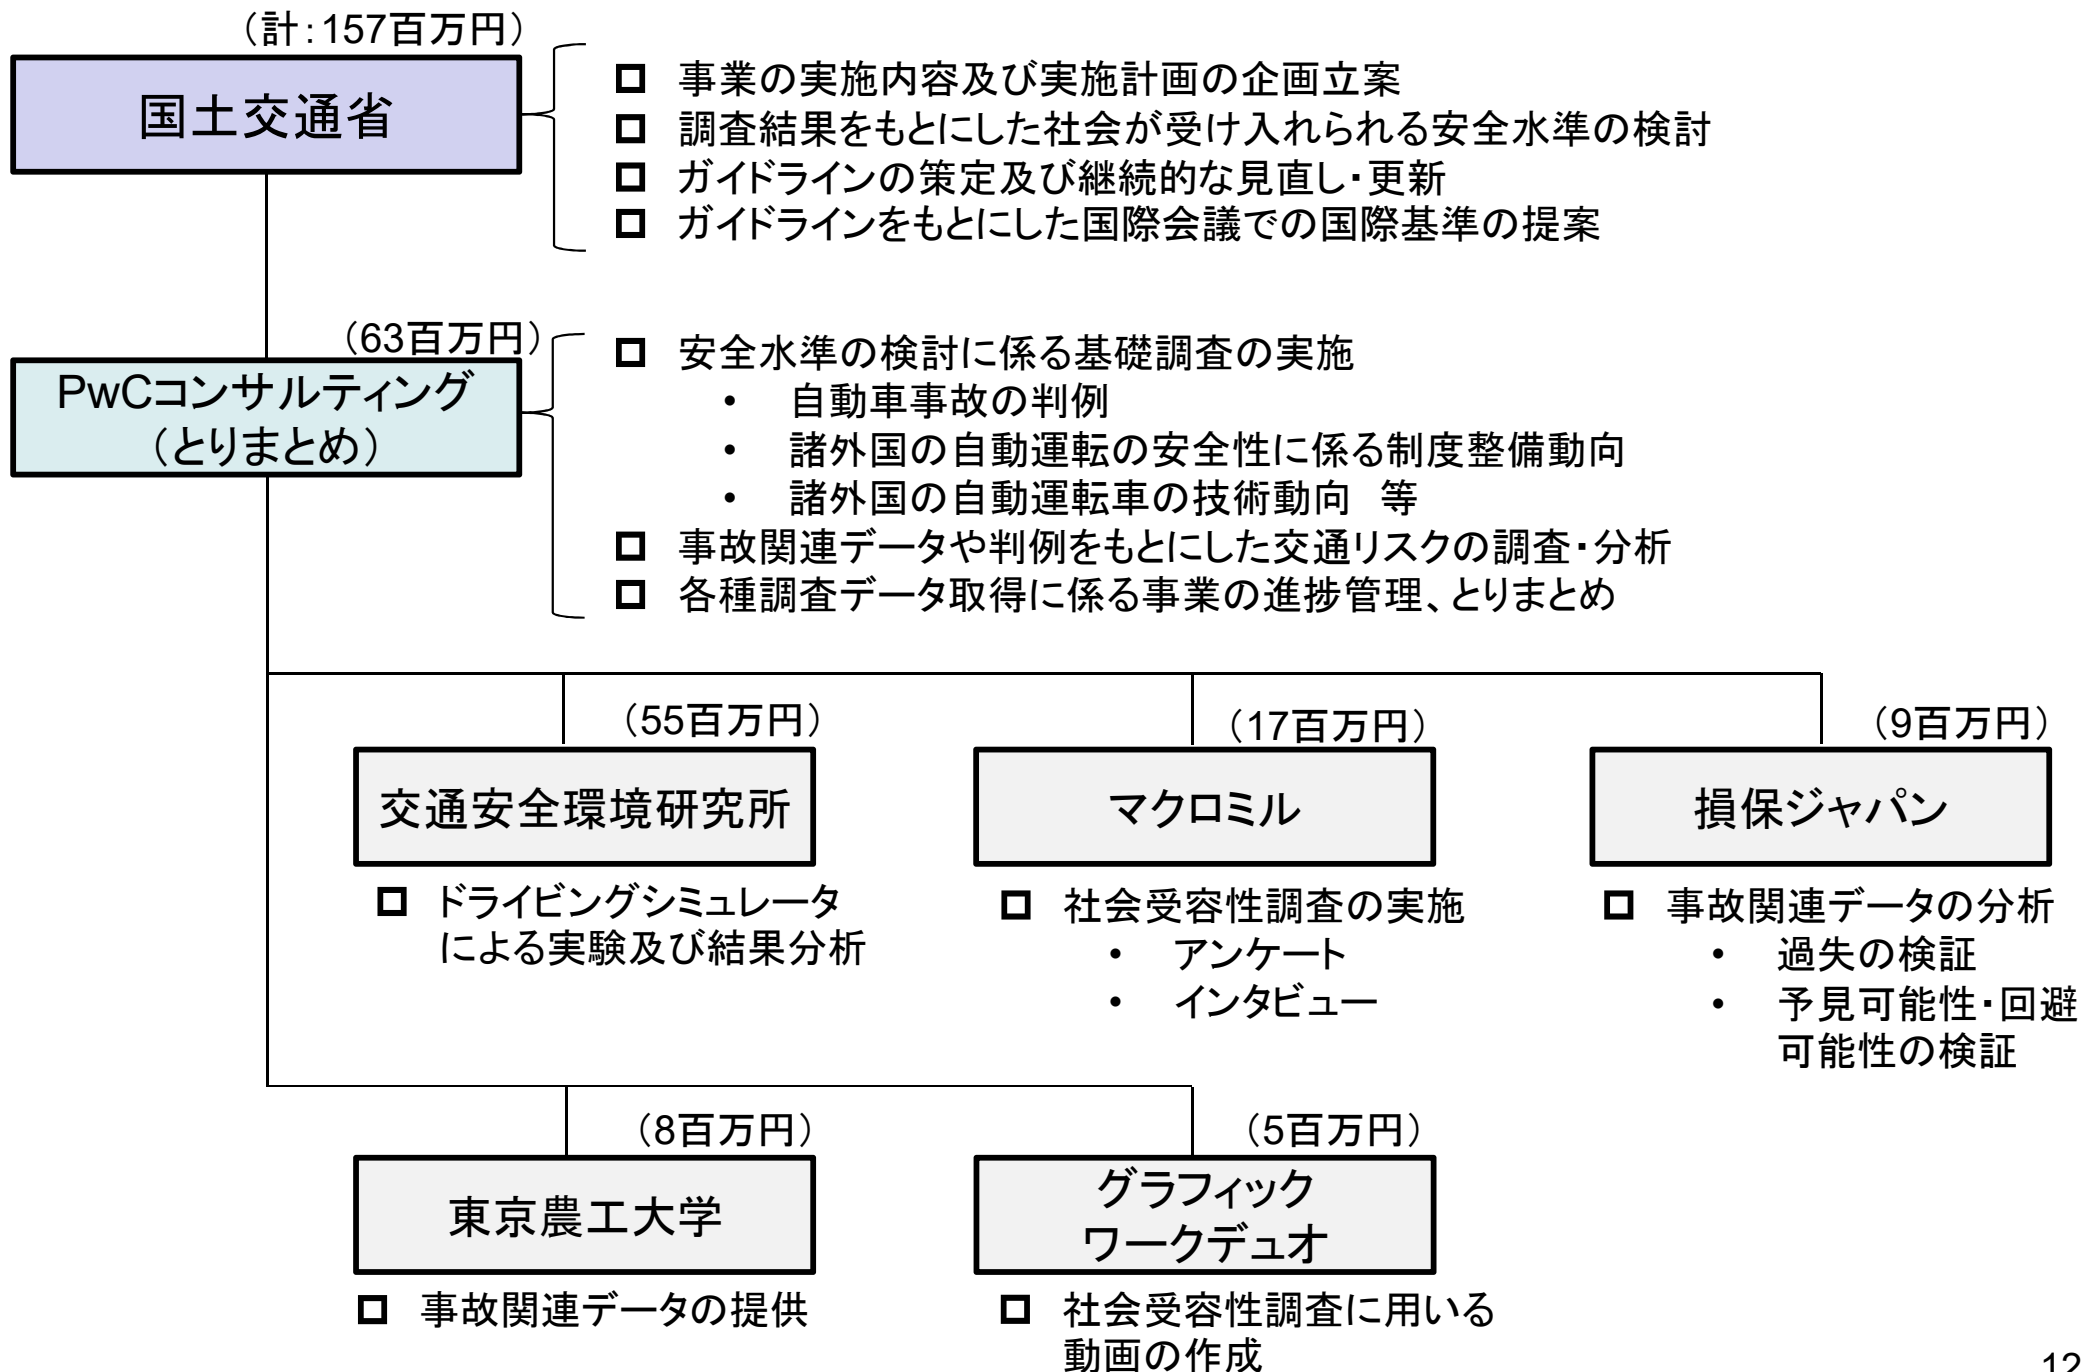 （計：157百万円）
国土交通省
□ 事業の実施内容及び実施計画の企画立案
□ 調査結果をもとにした社会が受け入れられる安全水準の検討
□ ガイドラインの策定及び継続的な見直し・更新
□ ガイドラインをもとにした国際会議での国際基準の提案
（63百万円）
PwCコンサルティング
（とりまとめ）
□ 安全水準の検討に係る基礎調査の実施
• 自動車事故の判例
• 諸外国の自動運転の安全性に係る制度整備動向
• 諸外国の自動運転車の技術動向　等
□ 事故関連データや判例をもとにした交通リスクの調査・分析
□ 各種調査データ取得に係る事業の進捗管理、とりまとめ
（55百万円）
交通安全環境研究所
□ ドライビングシミュレータ
による実験及び結果分析
（17百万円）
マクロミル
□ 社会受容性調査の実施
• アンケート
• インタビュー
（9百万円）
損保ジャパン
□ 事故関連データの分析
• 過失の検証
• 予見可能性・回避
可能性の検証
（8百万円）
東京農工大学
□ 事故関連データの提供
（5百万円）
グラフィック
ワークデュオ
□ 社会受容性調査に用いる
動画の作成
12